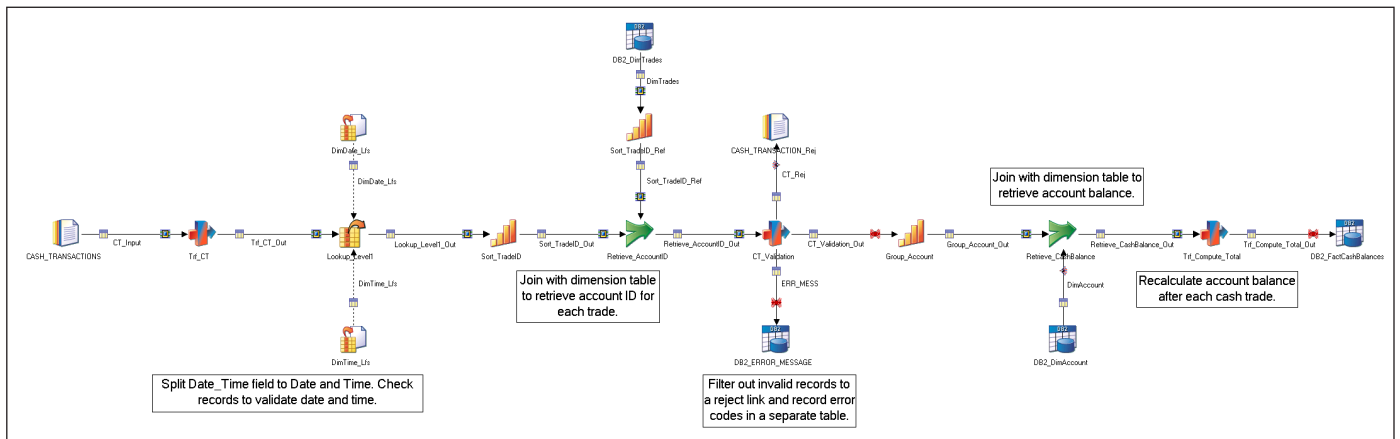 DB2
DB2_DimTrades
DimTrades
DimDate_Lfs
Sort_TradeID_Ref
CASH_TRANSACTION_Rej
DimDate_Lfs
Sort_TradeID_Ref
CT_Rej
Join with dimension table to
retrieve account balance.
CT_Input
Trf_CT_Out
Lookup_Level1_Out
Sort_TradeID_Out
Retrieve_AccountID_Out
CT_Validation_Out
Group_Account_Out
Retrieve_CashBalance_Out
Trf_Compute_Total_Out
DB2
CASH_TRANSACTIONS
Trf_CT
Lookup_Level1
Sort_TradeID
Retrieve_AccountID
CT_Validation
Group_Account
Retrieve_CashBalance
Trf_Compute_Total
DB2_FactCashBalances
DimTime_Lfs
Join with dimension table
to retrieve account ID for
each trade.
ERR_MESS
DimAccount
Recalculate account balance
after each cash trade.
DimTime_Lfs
DB2
DB2_ERROR_MESSAGE
DB2
DB2_DimAccount
Split Date_Time field to Date and Time. Check
records to validate date and time.
Filter out invalid records to
a reject link and record error
codes in a separate table.